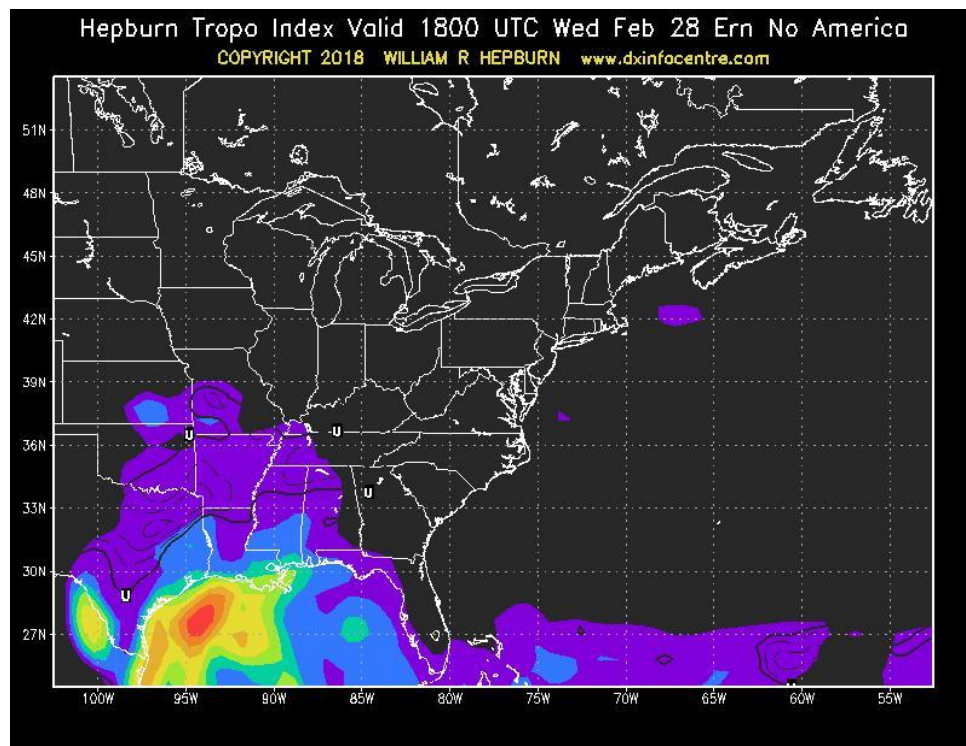 Hepburn Tropo Index Valid 1800 UTC Wed Feb 28 Ern No America
COPYRIGHT 2018 WILLIAM R HEPBURN www.dxinfocentre.com
51N
48N
45N
42N
39N
36N
33N
30N
27N
U
U
U
U
100W 95W 90W 85W 80W 75W 70W 65W 60W 55W